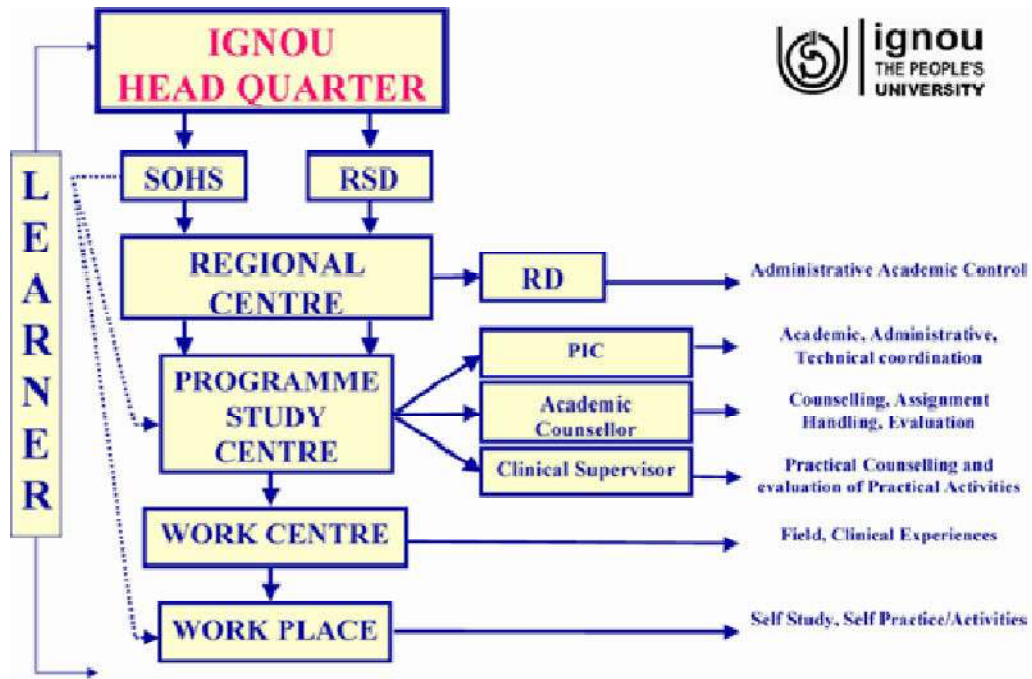 IGNOU
HEAD QUARTER
ignou
THE PEOPLE'S
UNIVERSITY
LEARNER
SOHS
RSD
REGIONAL
CENTRE
RD
Administrative Academic Control
PROGRAMME
STUDY
CENTRE
PIC
Academic, Administrative,
Technical coordination
Academic
Counsellor
Counselling, Assignment
Handling, Evaluation
Clinical Supervisor
Practical Counselling and
evaluation of Practical Activities
WORK CENTRE
Field, Clinical Experiences
WORK PLACE
Self Study, Self Practice/Activities